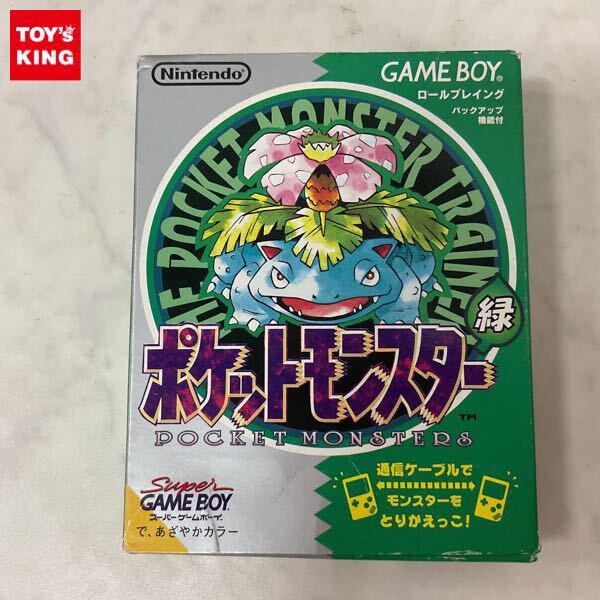 TOY's
KING
Nintendo
GAME BOY®
ロールプレイング
バックアップ
機能付
THE POCKET MONSTER TRAINER
緑
ポケットモンスター
TM
POCKET MONSTERS
Super
GAME BOY
スーパーゲームボーイ
で、あざやかカラー
通信ケーブルで
モンスターを
とりかえっこ!